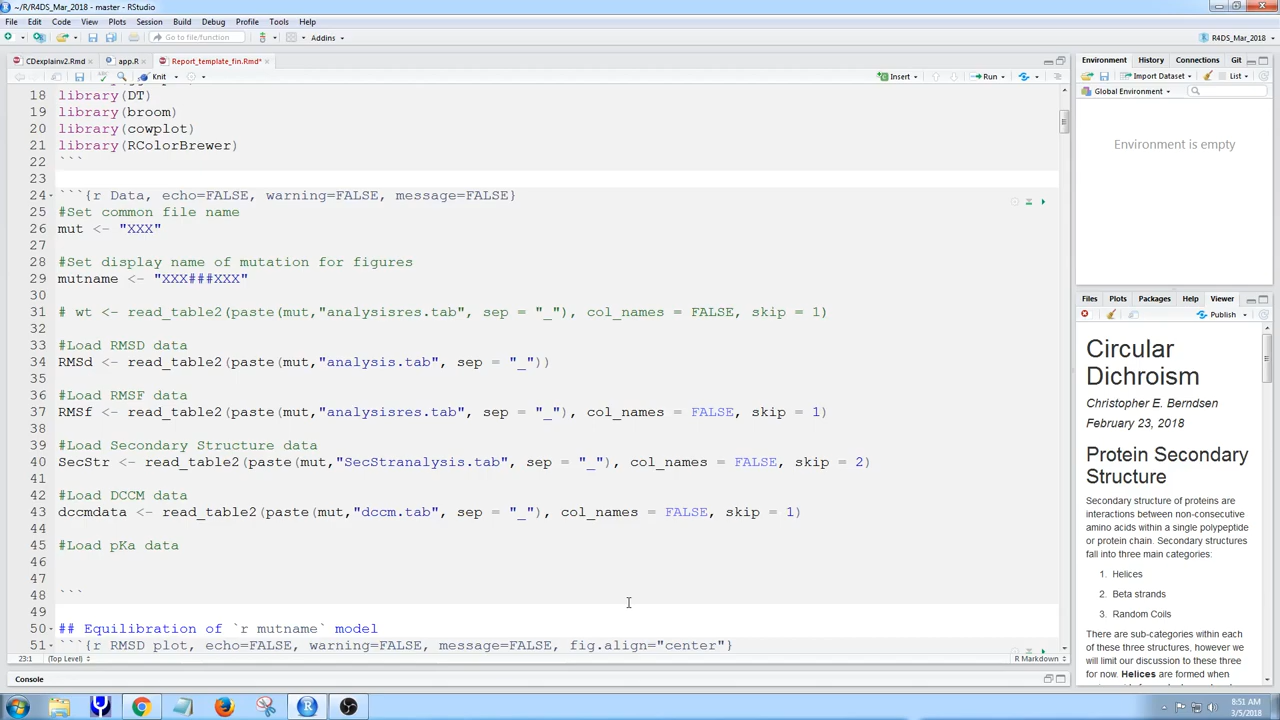 ~/R/R4DS_Mar_2018 - master - RStudio
File Edit Code View Plots Session Build Debug Profile Tools Help
Go to file/function
Addins
R4DS_Mar_2018
CDexplainv2.Rmd
app.R
Report_template_fin.Rmd*
Knit
Insert
Run
18 library(DT)
19 library(broom)
20 library(cowplot)
21 library(RColorBrewer)
22 ```
23
24 ```{r Data, echo=FALSE, warning=FALSE, message=FALSE}
25 #Set common file name
26 mut <- "XXX"
27
28 #Set display name of mutation for figures
29 mutname <- "XXX###XXX"
30
31 # wt <- read_table2(paste(mut,"analysisres.tab", sep = "_"), col_names = FALSE, skip = 1)
32
33 #Load RMSD data
34 RMSd <- read_table2(paste(mut,"analysis.tab", sep = "_"))
35
36 #Load RMSF data
37 RMSf <- read_table2(paste(mut,"analysisres.tab", sep = "_"), col_names = FALSE, skip = 1)
38
39 #Load Secondary Structure data
40 SecStr <- read_table2(paste(mut,"SecStranalysis.tab", sep = "_"), col_names = FALSE, skip = 2)
41
42 #Load DCCM data
43 dccmdata <- read_table2(paste(mut,"dccm.tab", sep = "_"), col_names = FALSE, skip = 1)
44
45 #Load pKa data
46
47
48 ```
49
50 ## Equilibration of `r mutname` model
51 ```{r RMSD plot, echo=FALSE, warning=FALSE, message=FALSE, fig.align="center"}
23:1 (Top Level)
R Markdown
Console
Environment History Connections Git
Import Dataset
List
Global Environment
Environment is empty
Files Plots Packages Help Viewer
Publish
Circular
Dichroism
Christopher E. Berndsen
February 23, 2018
Protein Secondary
Structure
Secondary structure of proteins are
interactions between non-consecutive
amino acids within a single polypeptide
or protein chain. Secondary structures
fall into three main categories:
1. Helices
2. Beta strands
3. Random Coils
There are sub-categories within each
of these three structures, however we
will limit our discussion to these three
for now. Helices are formed when
8:51 AM
3/5/2018